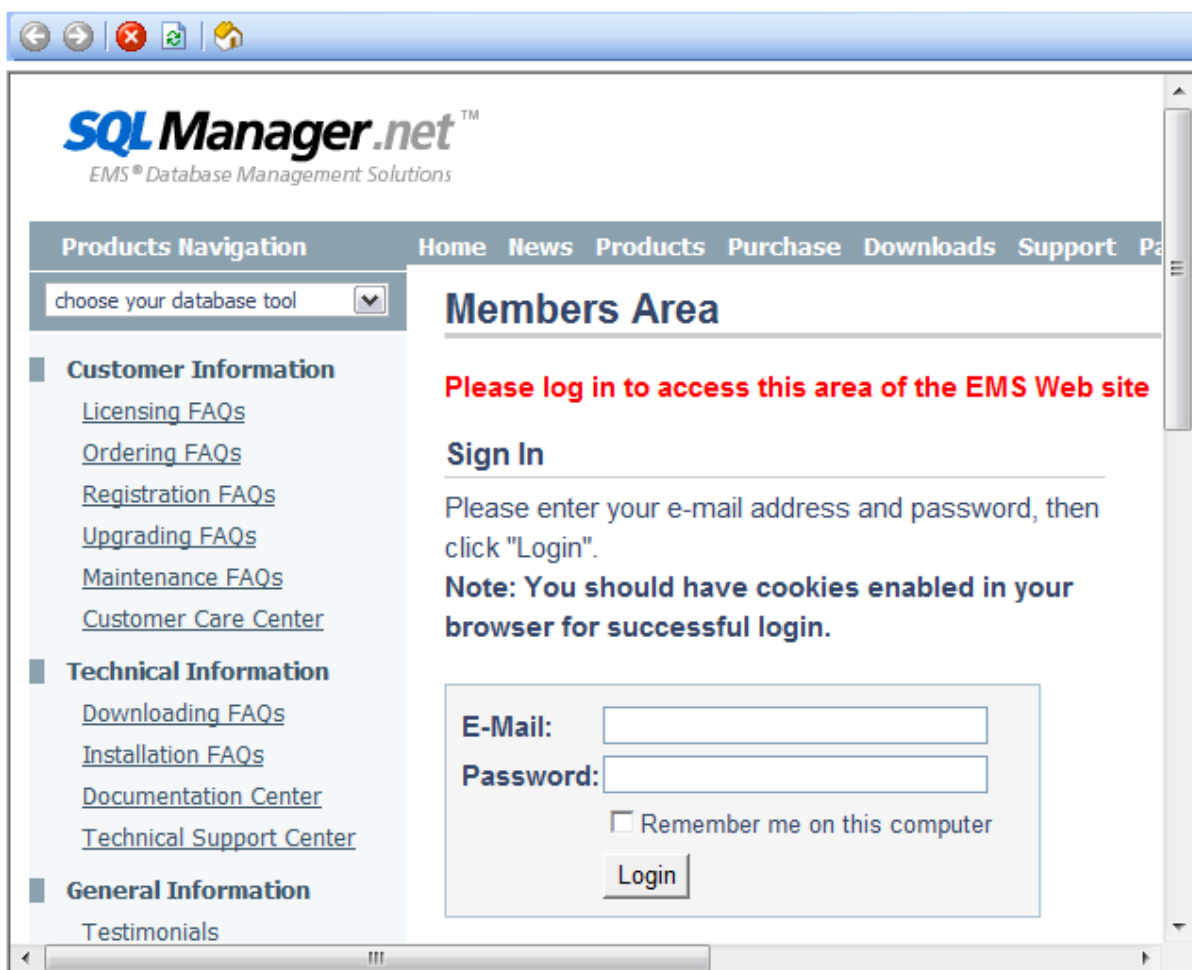 SQL Manager.net™
EMS® Database Management Solutions
Products Navigation
Home News Products Purchase Downloads Support Pa
choose your database tool
Customer Information
Licensing FAQs
Ordering FAQs
Registration FAQs
Upgrading FAQs
Maintenance FAQs
Customer Care Center
Technical Information
Downloading FAQs
Installation FAQs
Documentation Center
Technical Support Center
General Information
Testimonials
Members Area
Please log in to access this area of the EMS Web site
Sign In
Please enter your e-mail address and password, then
click "Login".
Note: You should have cookies enabled in your
browser for successful login.
E-Mail:
Password:
Remember me on this computer
Login